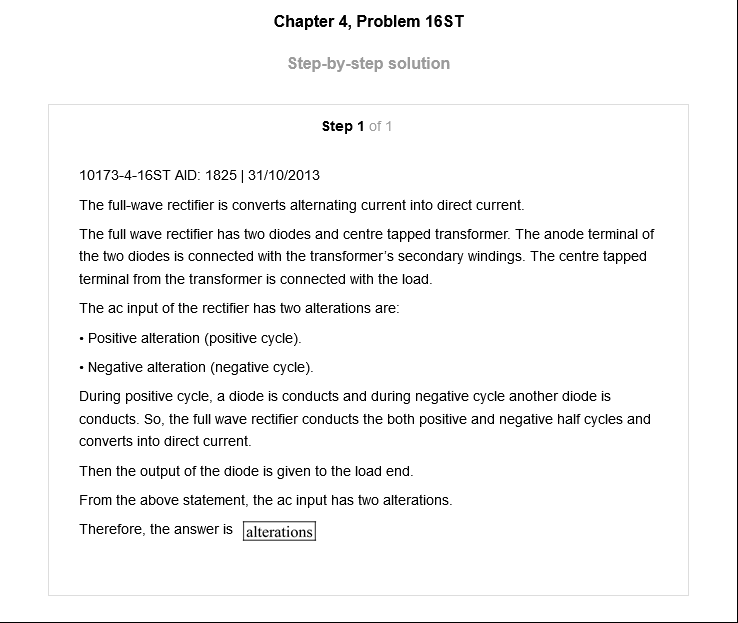 Chapter 4, Problem 16ST
Step-by-step solution
Step 1 of 1
10173-4-16ST AID: 1825 | 31/10/2013
The full-wave rectifier is converts alternating current into direct current.
The full wave rectifier has two diodes and centre tapped transformer. The anode terminal of
the two diodes is connected with the transformer's secondary windings. The centre tapped
terminal from the transformer is connected with the load.
The ac input of the rectifier has two alterations are:
• Positive alteration (positive cycle).
• Negative alteration (negative cycle).
During positive cycle, a diode is conducts and during negative cycle another diode is
conducts. So, the full wave rectifier conducts the both positive and negative half cycles and
converts into direct current.
Then the output of the diode is given to the load end.
From the above statement, the ac input has two alterations.
Therefore, the answer is alterations